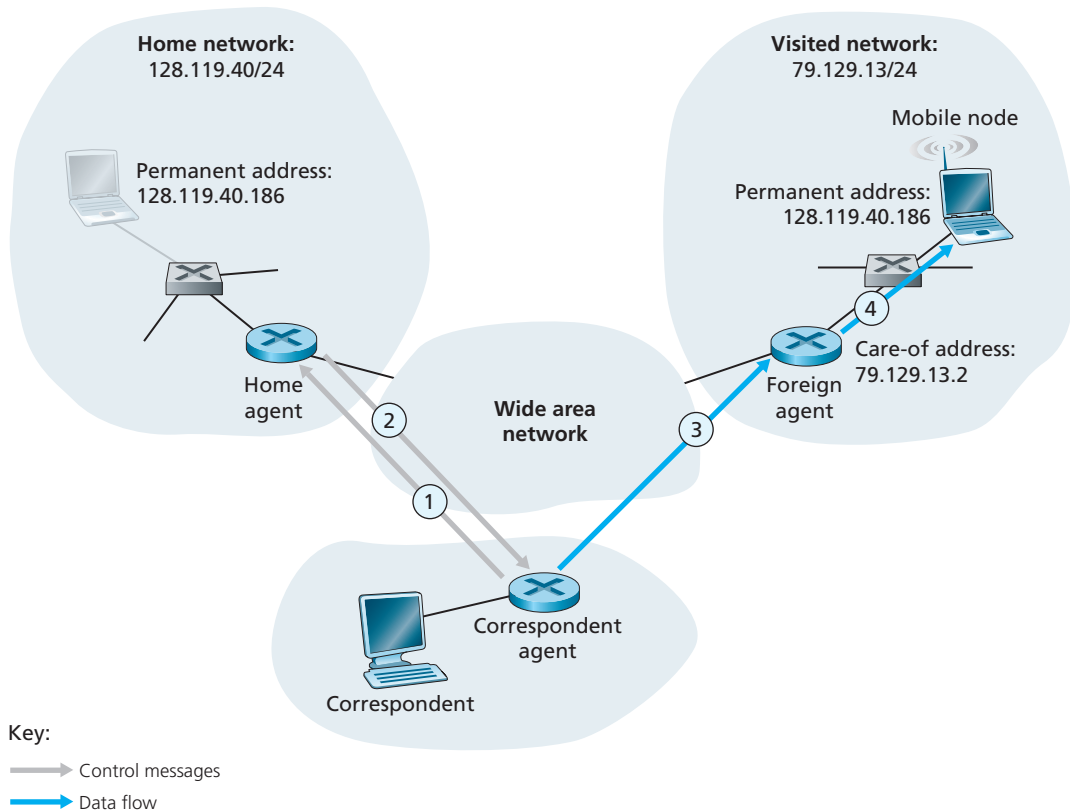 Home network:
128.119.40/24
Visited network:
79.129.13/24
Mobile node
Permanent address:
128.119.40.186
Permanent address:
128.119.40.186
4
Care-of address:
79.129.13.2
Home
agent
Foreign
agent
Wide area
network
2
3
1
Correspondent
agent
Correspondent
Key:
Control messages
Data flow